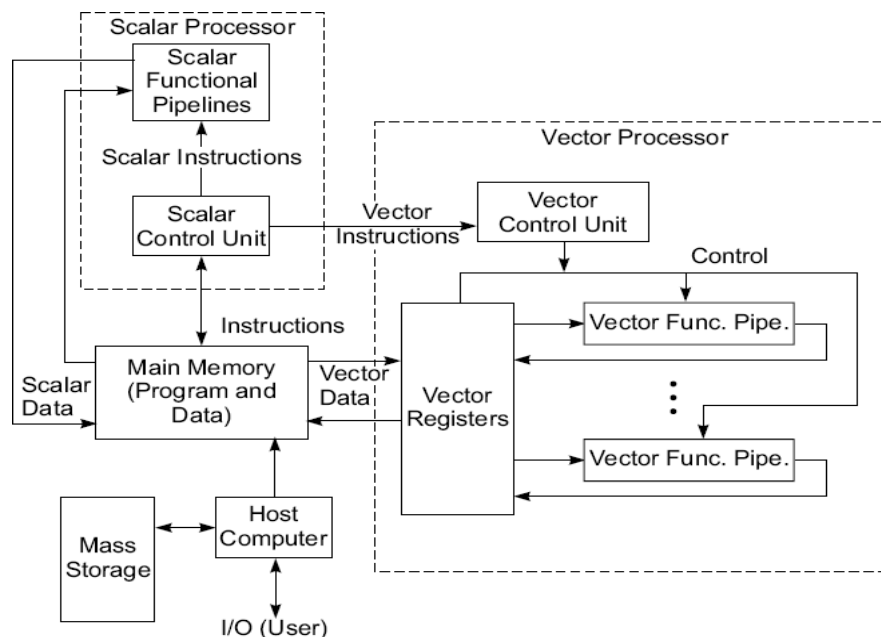 Scalar Processor
Scalar
Functional
Pipelines
Scalar Instructions
Scalar
Control Unit
Vector
Instructions
Vector Processor
Vector
Control Unit
Control
Vector Func. Pipe.
Vector Func. Pipe.
Vector
Registers
Instructions
Main Memory
(Program and
Data)
Scalar
Data
Vector
Data
Host
Computer
Mass
Storage
I/O (User)